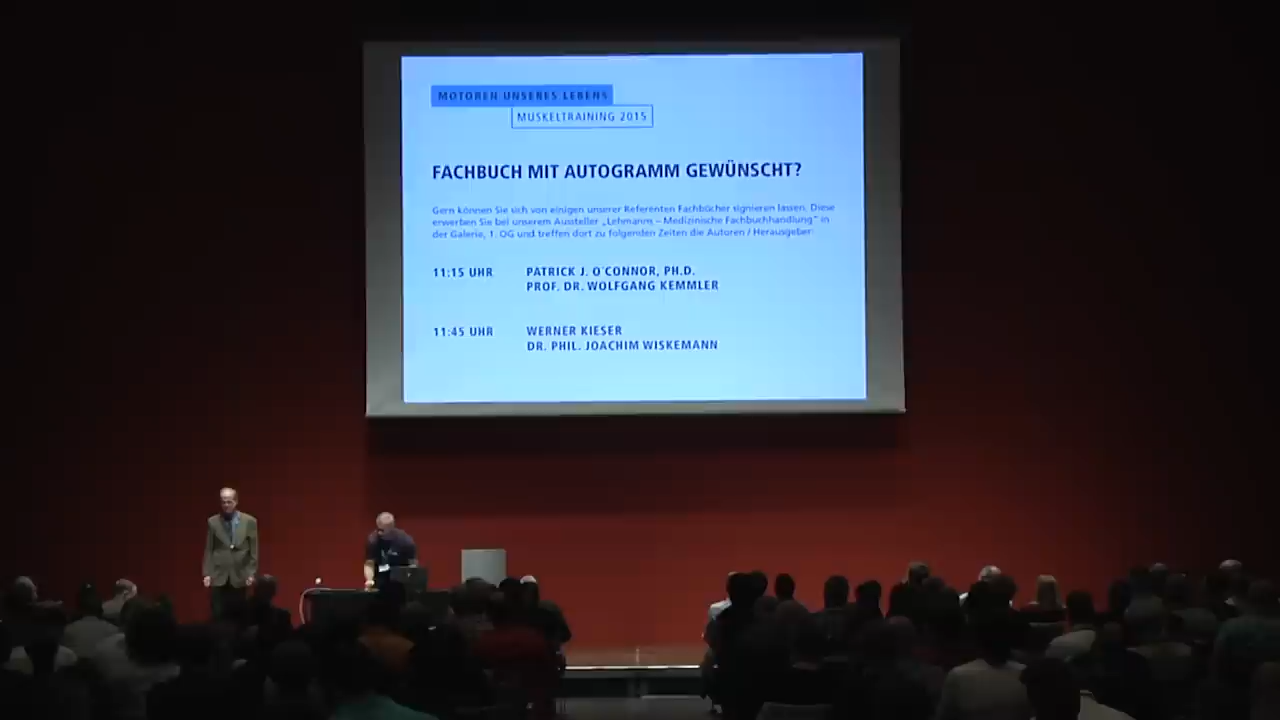 MOTOREN UNSERES LEBENS
MUSKELTRAINING 2015
FACHBUCH MIT AUTOGRAMM GEWÜNSCHT?
Gern können Sie sich von einigen unserer Referenten Fachbücher signieren lassen. Diese
erwerben Sie bei unserem Aussteller „Lehmanns – Medizinische Fachbuchhandlung“ in
der Galerie, 1. OG und treffen dort zu folgenden Zeiten die Autoren / Herausgeber:
11:15 UHR PATRICK J. O'CONNOR, PH.D.
PROF. DR. WOLFGANG KEMMLER
11:45 UHR WERNER KIESER
DR. PHIL. JOACHIM WISKEMANN